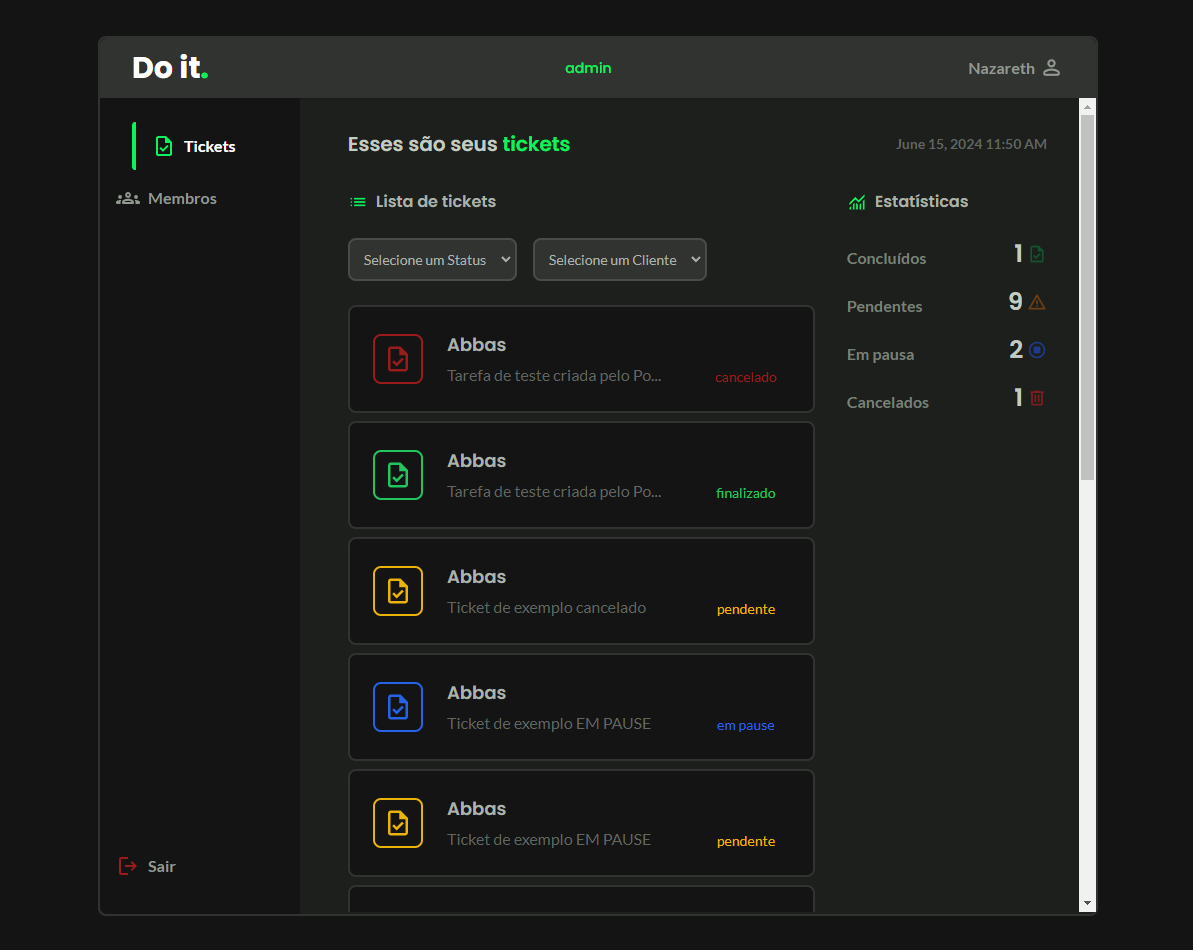 Do it.
admin
Nazareth
Tickets
Membros
Sair
Esses são seus tickets
June 15, 2024 11:50 AM
Lista de tickets
Selecione um Status
Selecione um Cliente
Abbas
Tarefa de teste criada pelo Po...
cancelado
Abbas
Tarefa de teste criada pelo Po...
finalizado
Abbas
Ticket de exemplo cancelado
pendente
Abbas
Ticket de exemplo EM PAUSE
em pause
Abbas
Ticket de exemplo EM PAUSE
pendente
Estatísticas
Concluídos 1
Pendentes 9
Em pausa 2
Cancelados 1